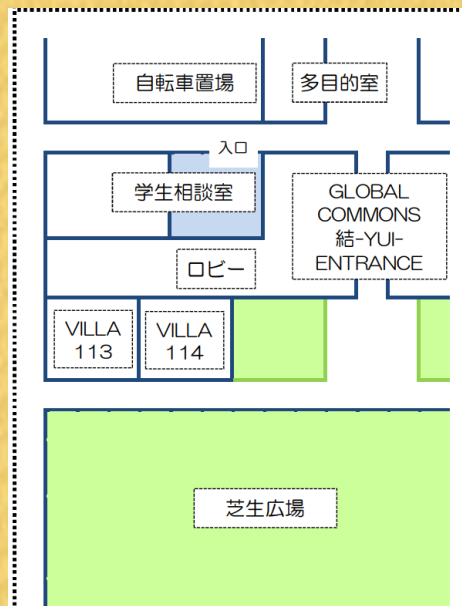 自転車置場
多目的室
入口
学生相談室
GLOBAL
COMMONS
結-YUI-
ENTRANCE
ロビー
VILLA
113
VILLA
114
芝生広場